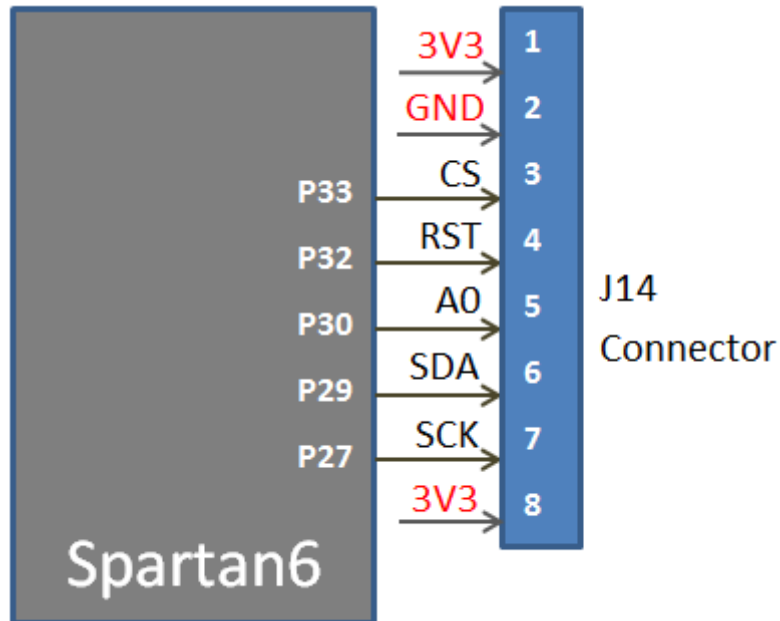 3V3 1
GND 2
P33 CS 3
P32 RST 4
P30 A0 5
P29 SDA 6
P27 SCK 7
3V3 8
J14
Connector
Spartan6